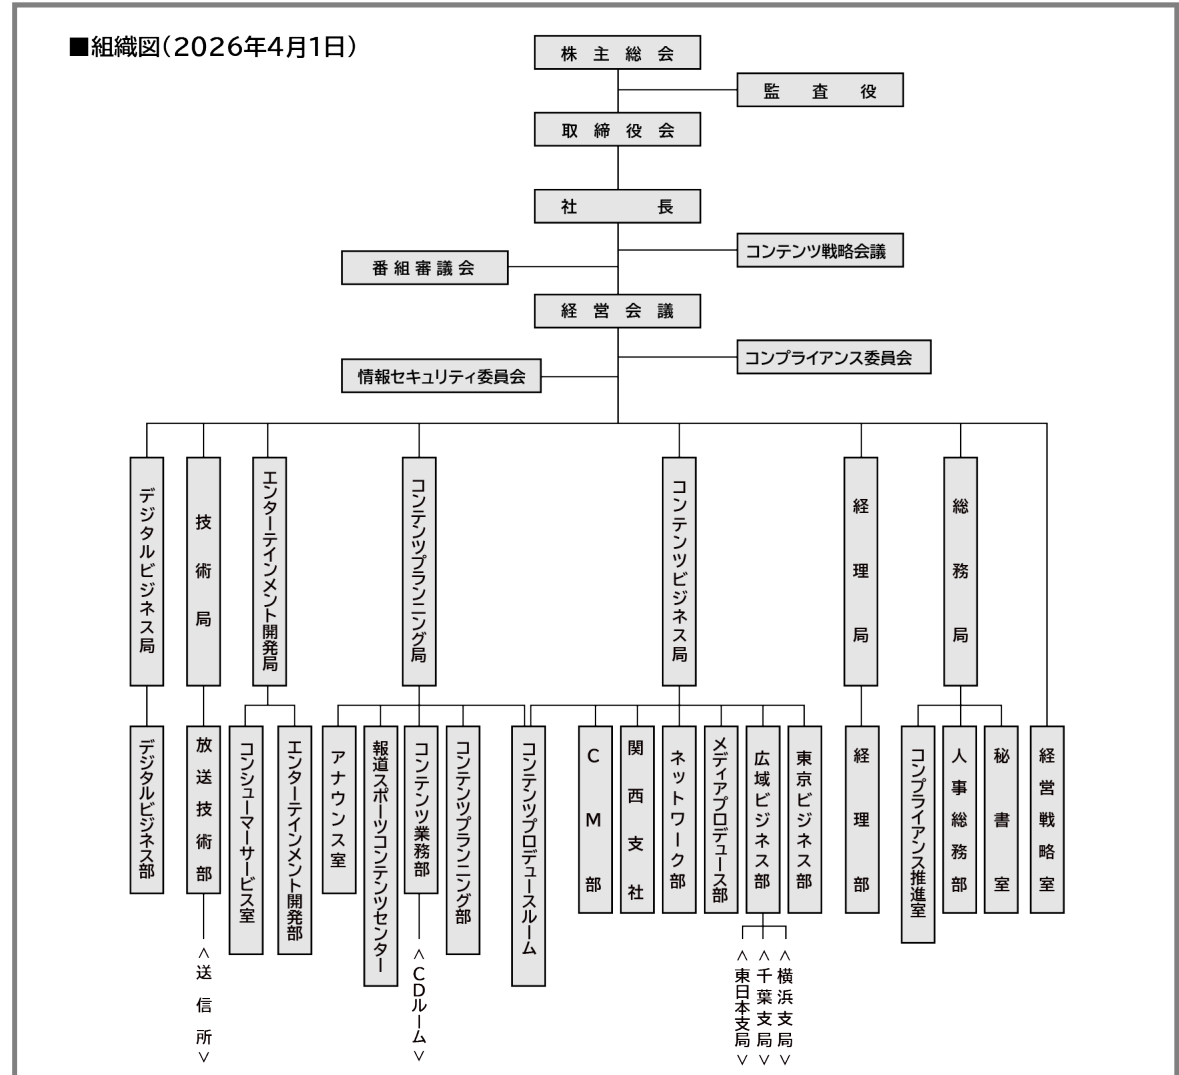 ■組織図（2026年4月1日）
株主総会
監査役
取締役会
社長
コンテンツ戦略会議
番組審議会
経営会議
コンプライアンス委員会
情報セキュリティ委員会
デジタルビジネス局
技術局
エンターテインメント開発局
コンテンツプランニング局
コンテンツビジネス局
経理局
総務局
デジタルビジネス部
放送技術部
コンシューマーサービス室
エンターテインメント開発部
アナウンス室
報道スポーツコンテンツセンター
コンテンツ業務部
コンテンツプランニング部
コンテンツプロデュースルーム
CM部
関西支社
ネットワーク部
メディアプロデュース部
広域ビジネス部
東京ビジネス部
経理部
コンプライアンス推進室
人事総務部
秘書室
経営戦略室
＜送信所＞
＜CDルーム＞
＜東日本支局＞
＜千葉支局＞
＜横浜支局＞